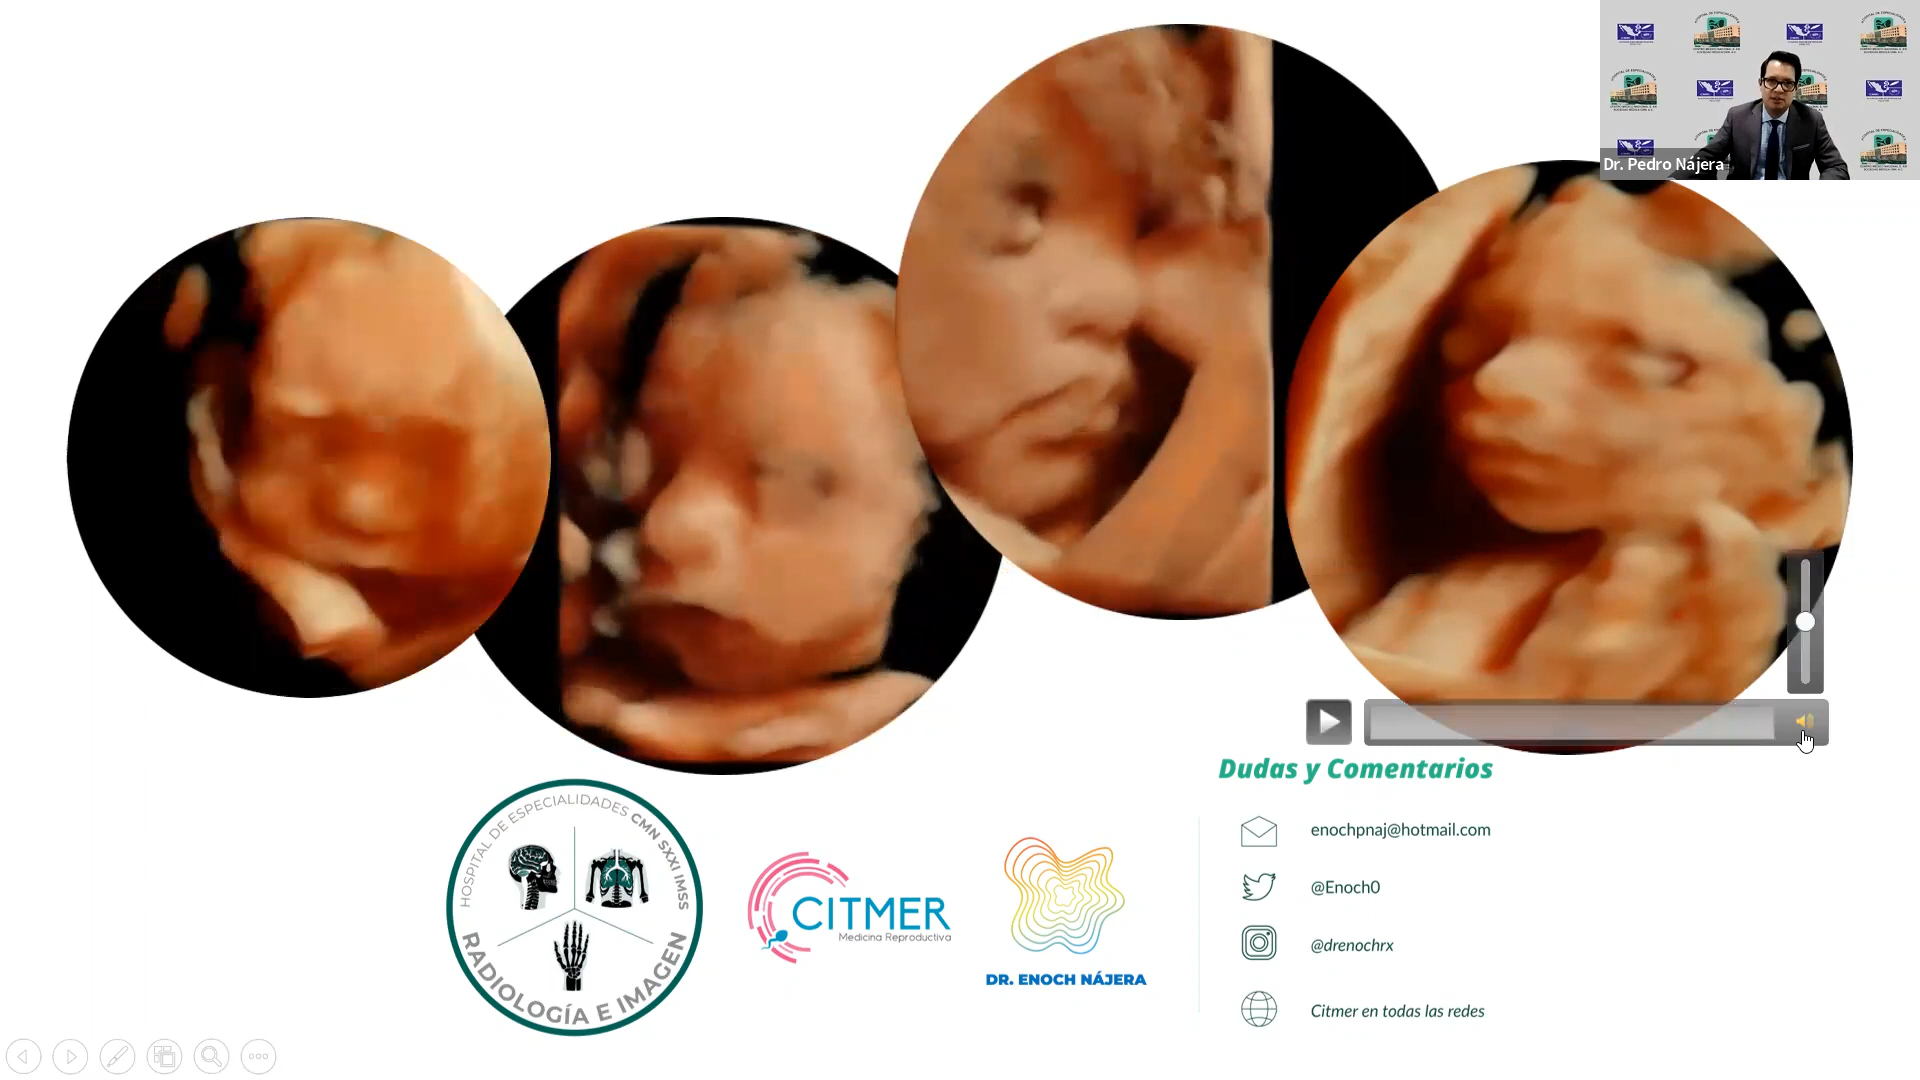 Dr. Pedro Nájera
Dudas y Comentarios
enochpnaj@hotmail.com
@Enoch0
@drenochrx
Citmer en todas las redes
HOSPITAL DE ESPECIALIDADES CMN SXXI IMSS
RADIOLOGÍA E IMAGEN
CITMER
Medicina Reproductiva
DR. ENOCH NÁJERA